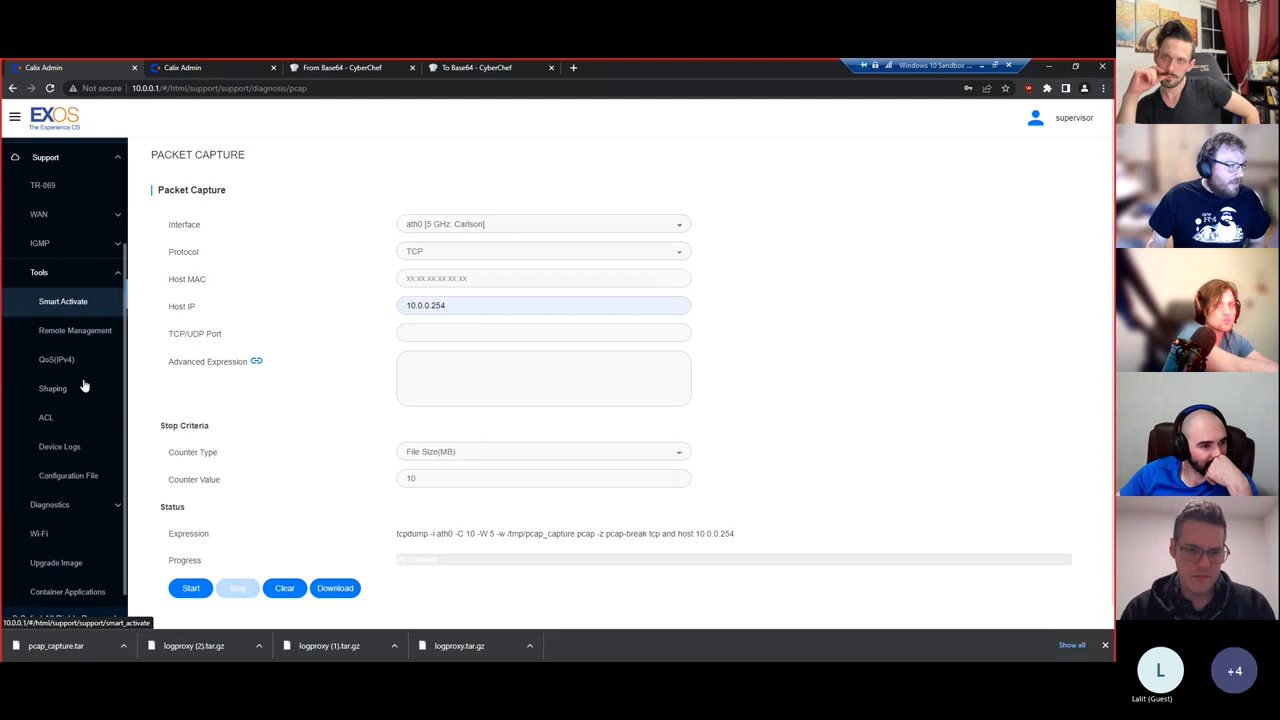 Calix Admin
Calix Admin
From Base64 - CyberChef
To Base64 - CyberChef
Windows 10 Sandbox ...
Not secure
10.0.0.1/#/html/support/support/diagnosis/pcap
EXOS
The Experience OS
supervisor
Support
TR-069
WAN
IGMP
Tools
Smart Activate
Remote Management
QoS(IPv4)
Shaping
ACL
Device Logs
Configuration File
Diagnostics
Wi-Fi
Upgrade Image
Container Applications
PACKET CAPTURE
Packet Capture
Interface
ath0 [5 GHz: Carlson]
Protocol
TCP
Host MAC
xx:xx:xx:xx:xx:xx
Host IP
10.0.0.254
TCP/UDP Port
Advanced Expression
Stop Criteria
Counter Type
File Size(MB)
Counter Value
10
Status
Expression
tcpdump -i ath0 -C 10 -W 5 -w /tmp/pcap_capture.pcap -z pcap-break tcp and host 10.0.0.254
Progress
Start
Stop
Clear
Download
10.0.0.1/#/html/support/support/smart_activate
pcap_capture.tar
logproxy (2).tar.gz
logproxy (1).tar.gz
logproxy.tar.gz
Show all
L
+4
Lalit (Guest)